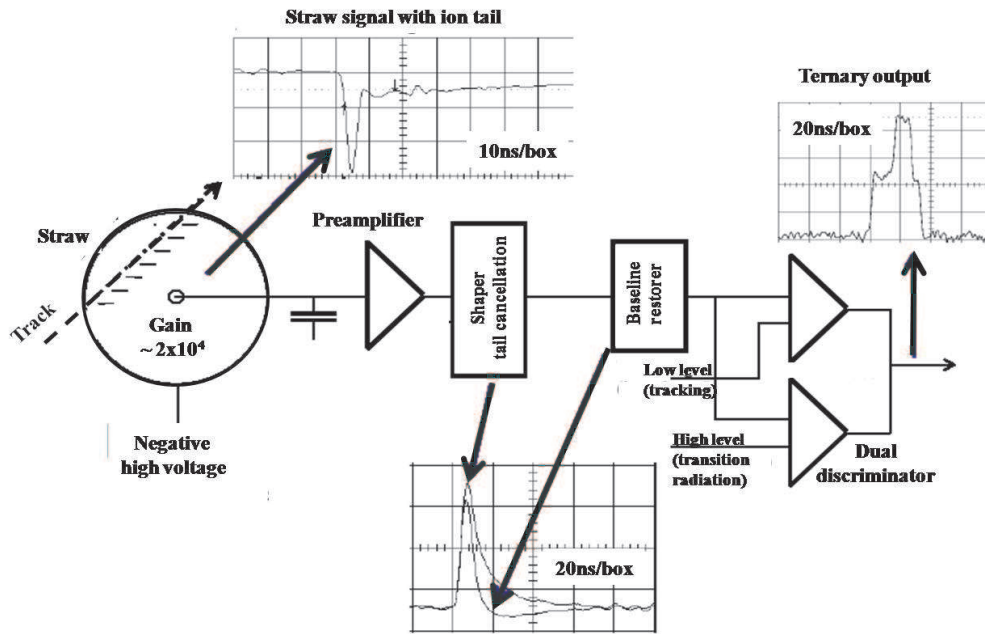 Straw signal with ion tail
10ns/box
Ternary output
20ns/box
Straw
Track
Gain
~2x10⁴
Negative
high voltage
Preamplifier
Shaper
tail cancellation
Baseline
restorer
Low level
(tracking)
High level
(transition
radiation)
Dual
discriminator
20ns/box